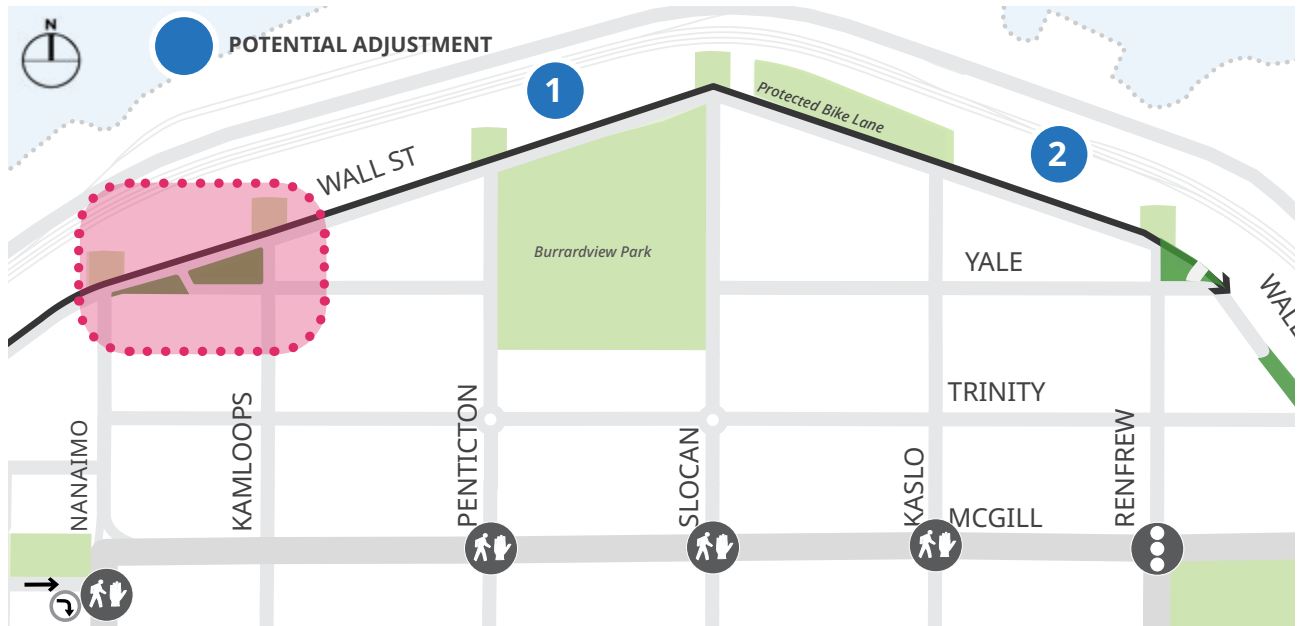 N
POTENTIAL ADJUSTMENT
1
Protected Bike Lane
2
WALL ST
Burrardview Park
YALE
WALL
TRINITY
NANAIMO
KAMLOOPS
PENTICTON
SLOCAN
KASLO
RENFREW
MCGILL